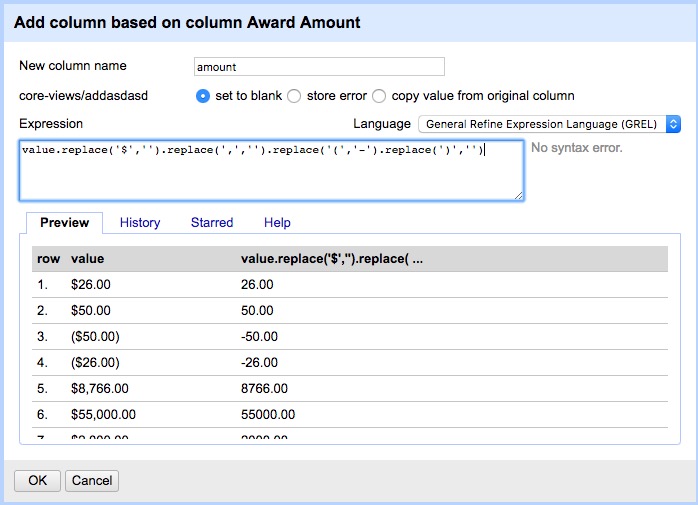 Add column based on column Award Amount
New column name amount
core-views/addasdasd set to blank store error copy value from original column
Expression Language General Refine Expression Language (GREL)
value.replace('$','').replace(',','').replace('(','-').replace(')','') No syntax error.
Preview History Starred Help
row value value.replace('$','').replace( ...
1. $26.00 26.00
2. $50.00 50.00
3. ($50.00) -50.00
4. ($26.00) -26.00
5. $8,766.00 8766.00
6. $55,000.00 55000.00
OK Cancel